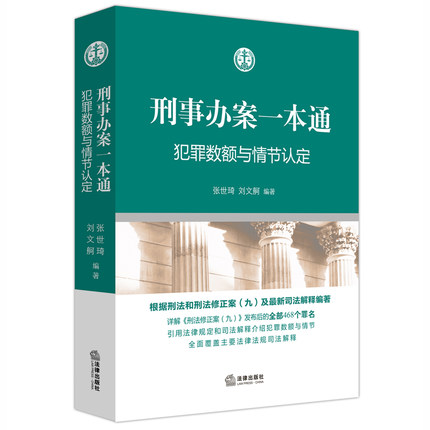 刑事办案一本通
犯罪数额与情节认定
张世琦 刘文舸 编著
根据刑法和刑法修正案（九）及最新司法解释编著
详解《刑法修正案（九）》发布后的全部468个罪名
引用法律规定和司法解释介绍犯罪数额与情节
全面覆盖主要法律法规司法解释
法律出版社
LAW PRESS·CHINA
刑事办案一本通
犯罪数额与情节认定
张世琦
刘文舸
编著
法律出版社